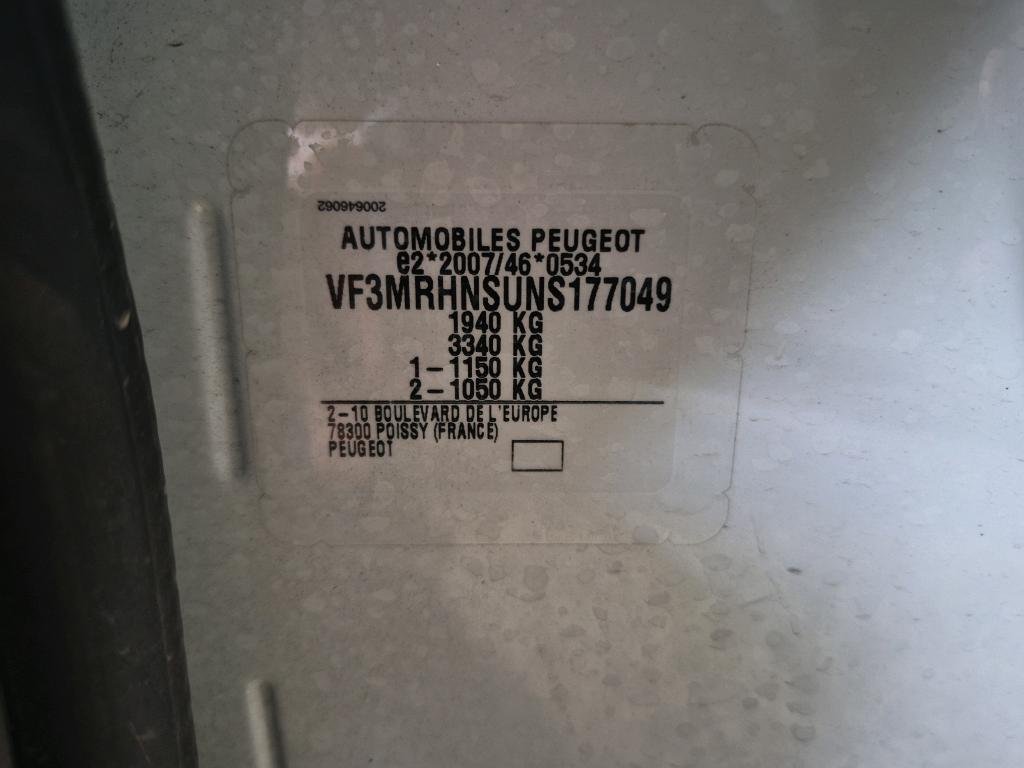 200646062
AUTOMOBILES PEUGEOT
e2*2007/46*0534
VF3MRHNSUNS177049
1940 KG
3340 KG
1-1150 KG
2-1050 KG
2-10 BOULEVARD DE L'EUROPE
78300 POISSY (FRANCE)
PEUGEOT